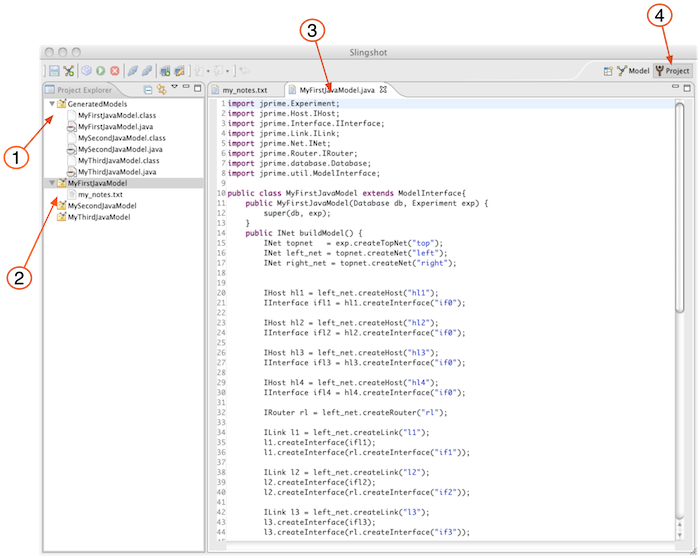 3
4
Slingshot
Model Project
Project Explorer
my_notes.txt MyFirstJavaModel.java
GeneratedModels
MyFirstJavaModel.class
MyFirstJavaModel.java
MySecondJavaModel.class
MySecondJavaModel.java
MyThirdJavaModel.class
MyThirdJavaModel.java
MyFirstJavaModel
my_notes.txt
MySecondJavaModel
MyThirdJavaModel
1
2
1 import jprime.Experiment;
2 import jprime.Host.IHost;
3 import jprime.Interface.IInterface;
4 import jprime.Link.ILink;
5 import jprime.Net.INet;
6 import jprime.Router.IRouter;
7 import jprime.database.Database;
8 import jprime.util.ModelInterface;
9
10 public class MyFirstJavaModel extends ModelInterface{
11 public MyFirstJavaModel(Database db, Experiment exp) {
12 super(db, exp);
13 }
14 public INet buildModel() {
15 INet topnet = exp.createTopNet("top");
16 INet left_net = topnet.createNet("left");
17 INet right_net = topnet.createNet("right");
18
19
20 IHost hl1 = left_net.createHost("hl1");
21 IInterface ifl1 = hl1.createInterface("if0");
22
23 IHost hl2 = left_net.createHost("hl2");
24 IInterface ifl2 = hl2.createInterface("if0");
25
26 IHost hl3 = left_net.createHost("hl3");
27 IInterface ifl3 = hl3.createInterface("if0");
28
29 IHost hl4 = left_net.createHost("hl4");
30 IInterface ifl4 = hl4.createInterface("if0");
31
32 IRouter rl = left_net.createRouter("rl");
33
34 ILink l1 = left_net.createLink("l1");
35 l1.createInterface(ifl1);
36 l1.createInterface(rl.createInterface("if1"));
37
38 ILink l2 = left_net.createLink("l2");
39 l2.createInterface(ifl2);
40 l2.createInterface(rl.createInterface("if2"));
41
42 ILink l3 = left_net.createLink("l3");
43 l3.createInterface(ifl3);
44 l3.createInterface(rl.createInterface("if3"));